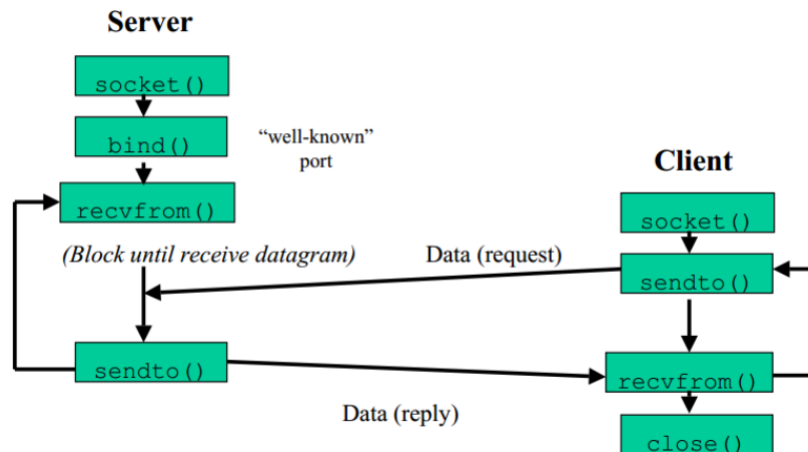 Server
socket()
bind()
“well-known”
port
recvfrom()
Client
socket()
(Block until receive datagram)
Data (request)
sendto()
sendto()
recvfrom()
Data (reply)
close()